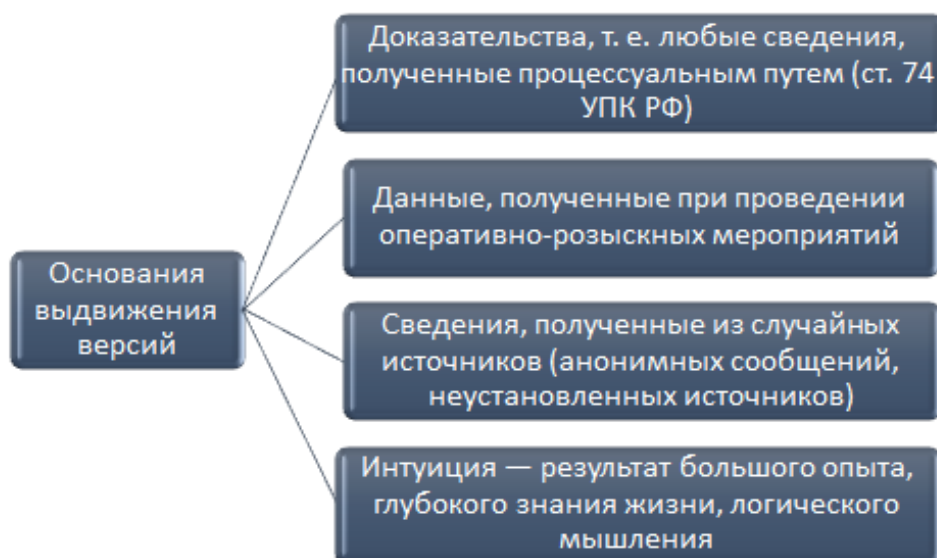 Доказательства, т. е. любые сведения,
полученные процессуальным путем (ст. 74
УПК РФ)
Данные, полученные при проведении
оперативно-розыскных мероприятий
Основания
выдвижения
версий
Сведения, полученные из случайных
источников (анонимных сообщений,
неустановленных источников)
Интуиция — результат большого опыта,
глубокого знания жизни, логического
мышления